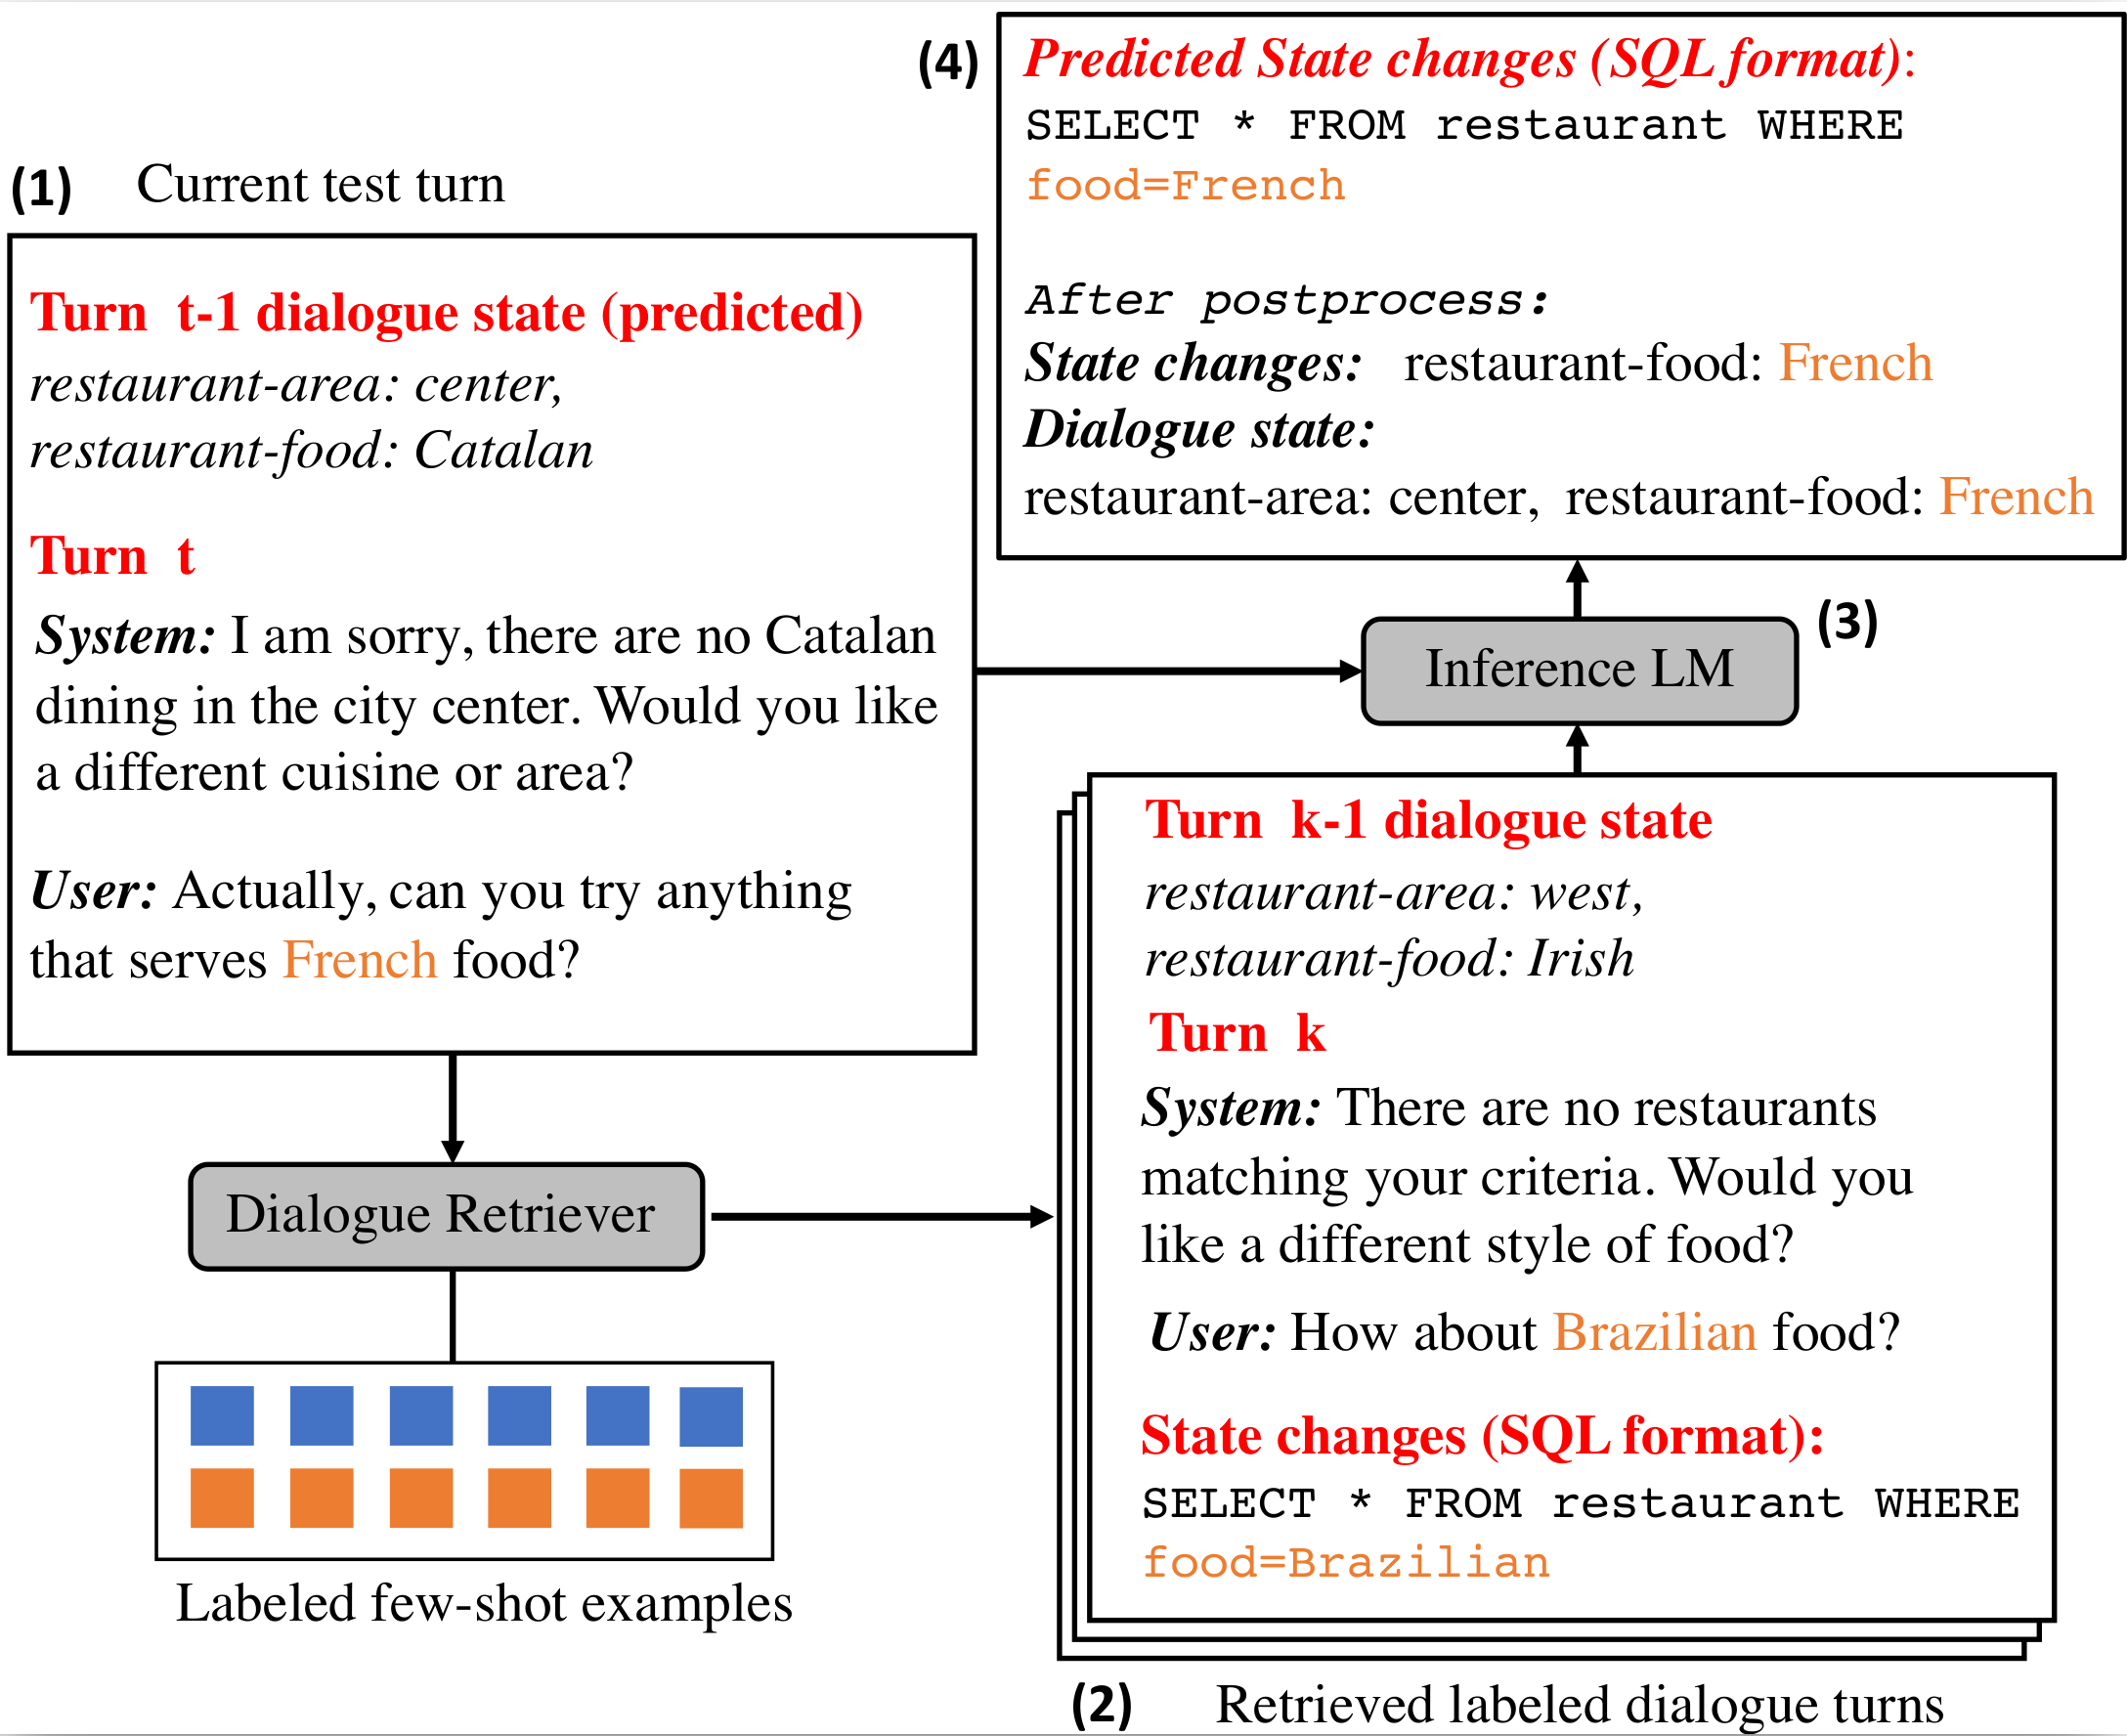 (1) Current test turn
Turn t-1 dialogue state (predicted)
restaurant-area: center,
restaurant-food: Catalan
Turn t
System: I am sorry, there are no Catalan
dining in the city center. Would you like
a different cuisine or area?
User: Actually, can you try anything
that serves French food?
Dialogue Retriever
Labeled few-shot examples
(2) Retrieved labeled dialogue turns
Turn k-1 dialogue state
restaurant-area: west,
restaurant-food: Irish
Turn k
System: There are no restaurants
matching your criteria. Would you
like a different style of food?
User: How about Brazilian food?
State changes (SQL format):
SELECT * FROM restaurant WHERE
food=Brazilian
(3)
Inference LM
(4)
Predicted State changes (SQL format):
SELECT * FROM restaurant WHERE
food=French
After postprocess:
State changes: restaurant-food: French
Dialogue state:
restaurant-area: center, restaurant-food: French